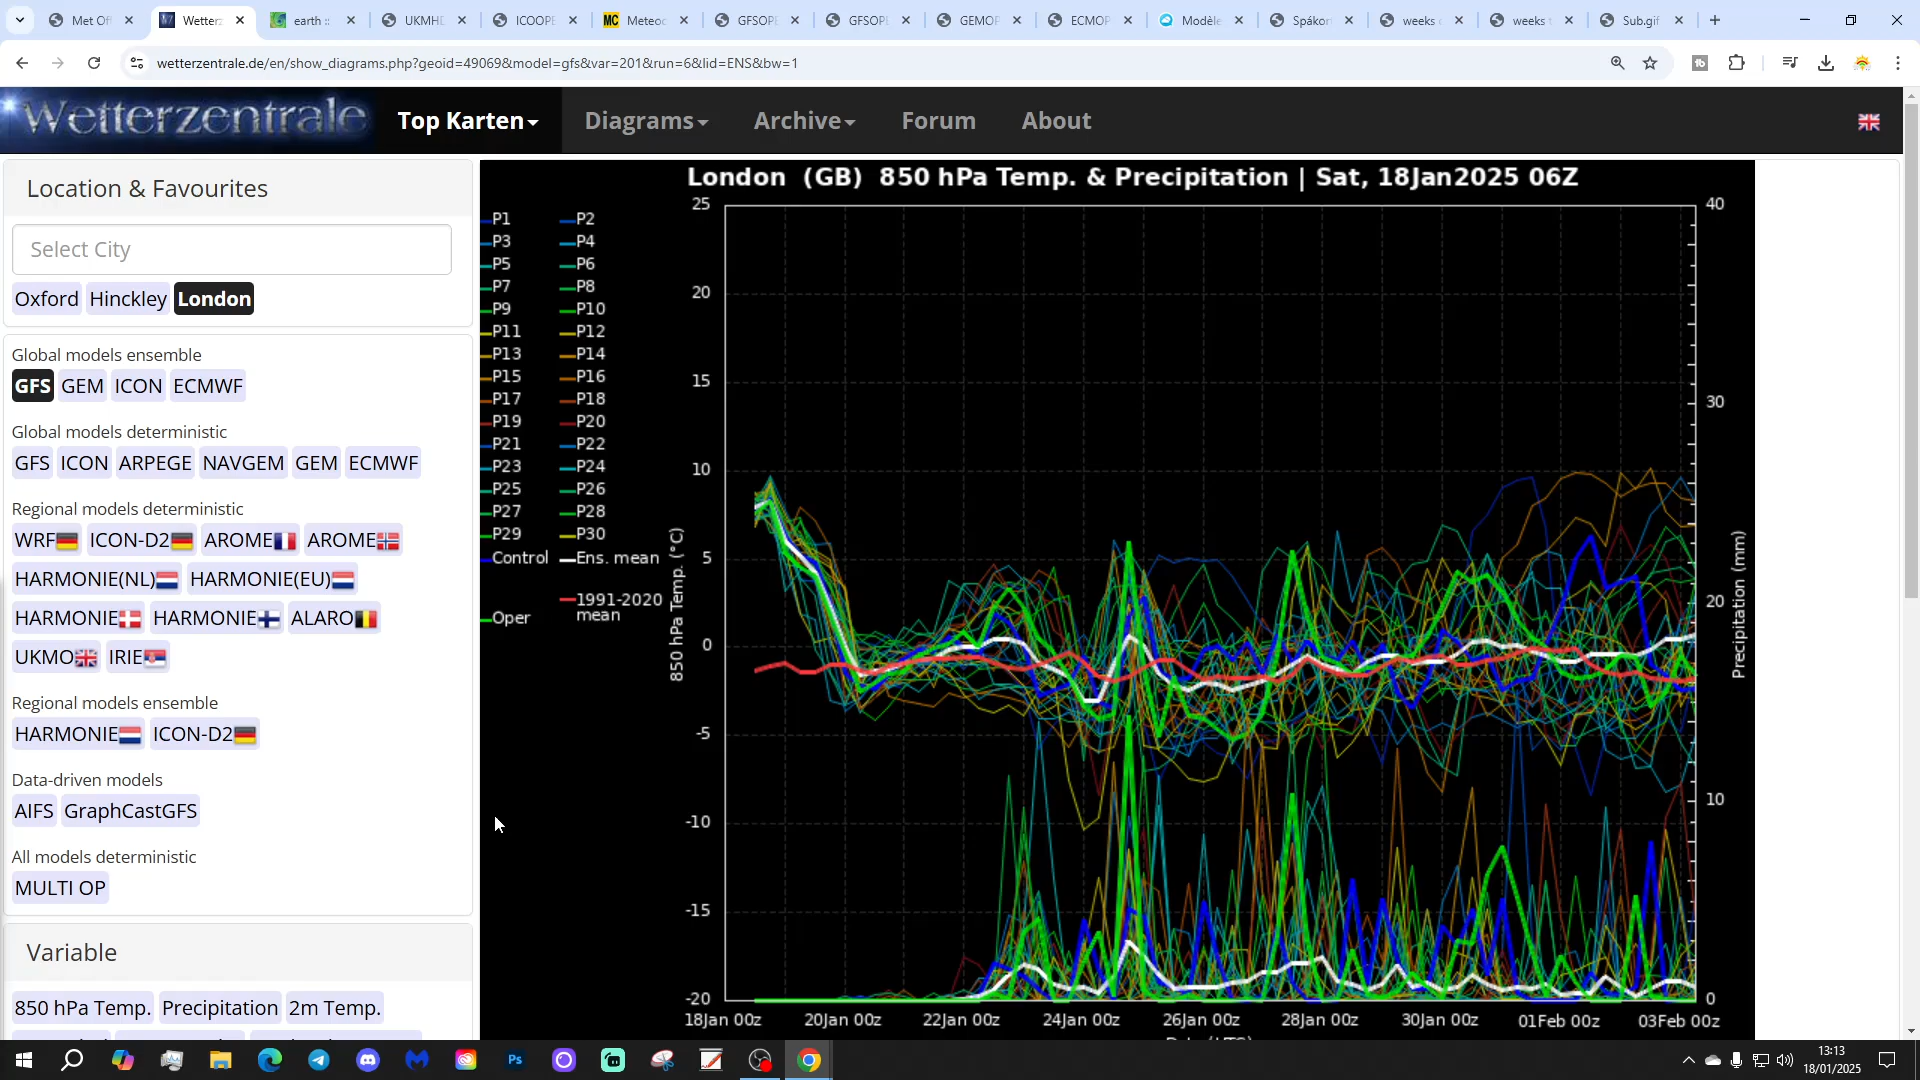 Met Of
Wetterz
earth ::
UKMHD
ICOOPE
MC Meteoc
GFSOPE
GFSOPE
GEMOP
ECMOP
Modèle
Spákor
weeks
weeks
Sub.gif
wetterzentrale.de/en/show_diagrams.php?geoid=49069&model=gfs&var=201&run=6&lid=ENS&bw=1
Wetterzentrale Top Karten Diagrams Archive Forum About
Location & Favourites
Select City
Oxford Hinckley London
Global models ensemble
GFS GEM ICON ECMWF
Global models deterministic
GFS ICON ARPEGE NAVGEM GEM ECMWF
Regional models deterministic
WRF ICON-D2 AROME AROME
HARMONIE(NL) HARMONIE(EU)
HARMONIE HARMONIE ALARO
UKMO IRIE
Regional models ensemble
HARMONIE ICON-D2
Data-driven models
AIFS GraphCastGFS
All models deterministic
MULTI OP
Variable
850 hPa Temp. Precipitation 2m Temp.
London (GB) 850 hPa Temp. & Precipitation | Sat, 18Jan2025 06Z
P1 P2
P3 P4
P5 P6
P7 P8
P9 P10
P11 P12
P13 P14
P15 P16
P17 P18
P19 P20
P21 P22
P23 P24
P25 P26
P27 P28
P29 P30
Control Ens. mean
Oper 1991-2020
mean
850 hPa Temp. (°C)
25
20
15
10
5
0
-5
-10
-15
-20
40
30
20
10
0
Precipitation (mm)
18Jan 00z 20Jan 00z 22Jan 00z 24Jan 00z 26Jan 00z 28Jan 00z 30Jan 00z 01Feb 00z 03Feb 00z
Ps
13:13
18/01/2025